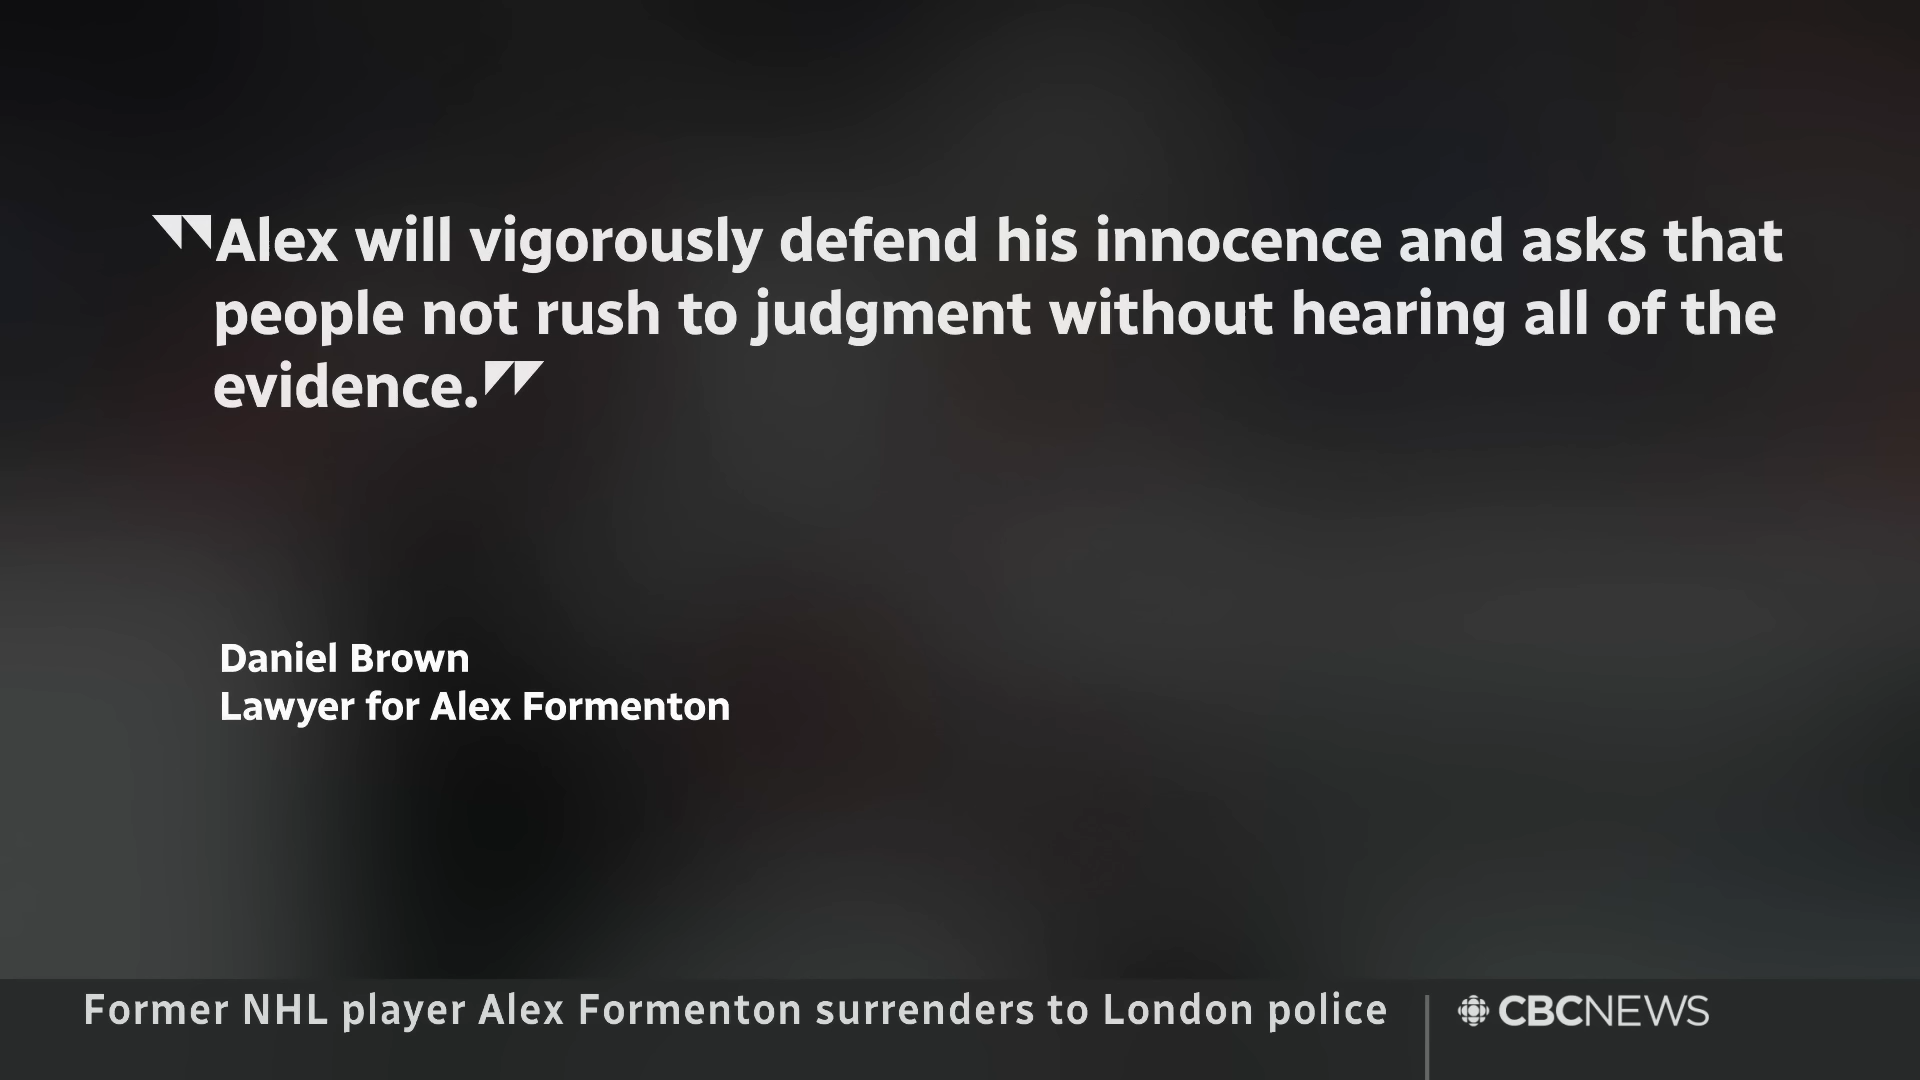 "Alex will vigorously defend his innocence and asks that
people not rush to judgment without hearing all of the
evidence."
Daniel Brown
Lawyer for Alex Formenton
Former NHL player Alex Formenton surrenders to London police
CBCNEWS